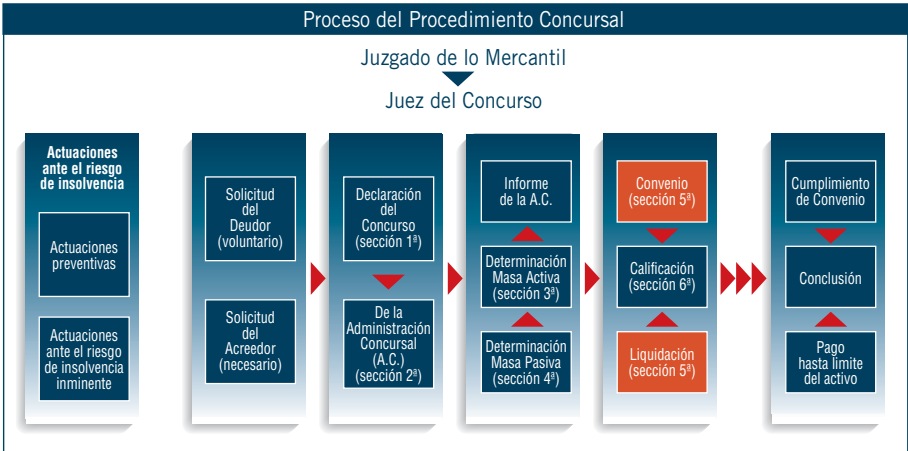 Proceso del Procedimiento Concursal
Juzgado de lo Mercantil
Juez del Concurso
Actuaciones
ante el riesgo
de insolvencia
Actuaciones
preventivas
Actuaciones
ante el riesgo
de insolvencia
inminente
Solicitud
del
Deudor
(voluntario)
Solicitud
del
Acreedor
(necesario)
Declaración
del
Concurso
(sección 1ª)
De la
Administración
Concursal
(A.C.)
(sección 2ª)
Informe
de la A.C.
Determinación
Masa Activa
(sección 3ª)
Determinación
Masa Pasiva
(sección 4ª)
Convenio
(sección 5ª)
Calificación
(sección 6ª)
Liquidación
(sección 5ª)
Cumplimiento
de Convenio
Conclusión
Pago
hasta limite
del activo